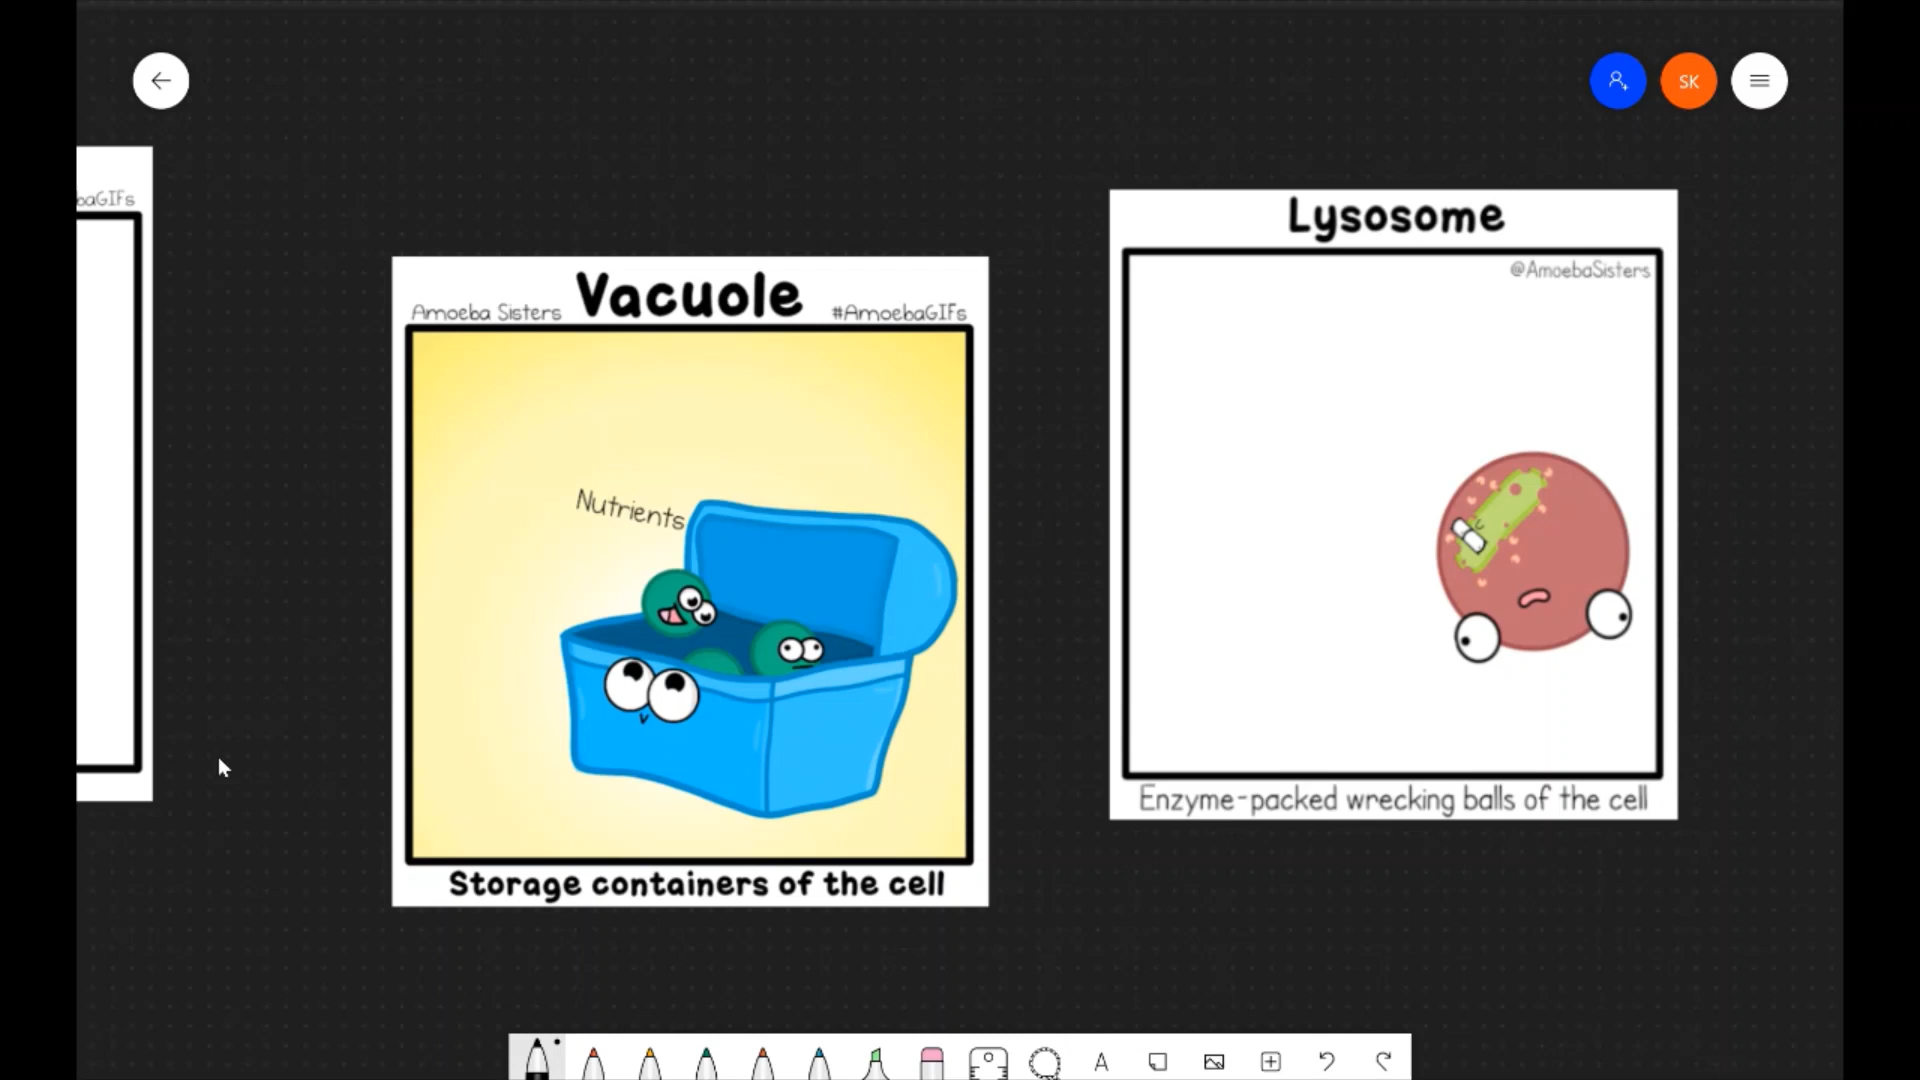 SK
baGIFs
Vacuole
Amoeba Sisters
#AmoebaGIFs
Nutrients
Storage containers of the cell
Lysosome
@AmoebaSisters
Enzyme-packed wrecking balls of the cell
A